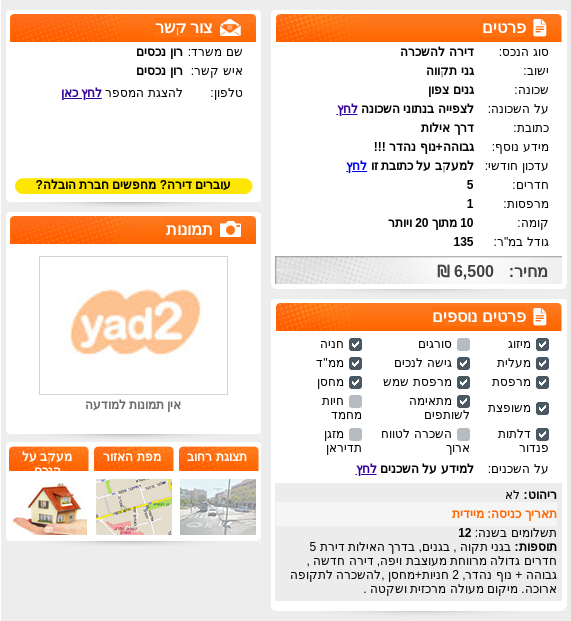 פרטים
סוג הנכס: דירה להשכרה
ישוב: גני תקווה
שכונה: גנים צפון
על השכונה: לצפייה בנתוני השכונה לחץ
כתובת: דרך אילות
מידע נוסף: גבוהה+נוף נהדר !!!
עדכון חודשי: למעקב על כתובת זו לחץ
חדרים: 5
מרפסות: 1
קומה: 10 מתוך 20 ויותר
גודל במ"ר: 135
מחיר: 6,500 ₪
פרטים נוספים
מיזוג סורגים חניה
מעלית גישה לנכים ממ"ד
מרפסת מרפסת שמש מחסן
משופצת מתאימה לשותפים חיות מחמד
דלתות פנדור השכרה לטווח ארוך מזגן תדיראן
על השכנים: למידע על השכנים לחץ
ריהוט: לא
תאריך כניסה: מיידית
תשלומים בשנה: 12
תוספות: בגני תקוה , בגנים, בדרך האילות דירת 5
חדרים גדולה מרווחת מעוצבת ויפה, דירה חדשה ,
גבוהה + נוף נהדר, 2 חניות+מחסן ,להשכרה לתקופה
ארוכה. מיקום מעולה מרכזית ושקטה .
צור קשר
שם משרד: רון נכסים
איש קשר: רון נכסים
טלפון: להצגת המספר לחץ כאן
עוברים דירה? מחפשים חברת הובלה?
תמונות
yad2
אין תמונות למודעה
תצוגת רחוב
מפת האזור
מעקב על
הנכס